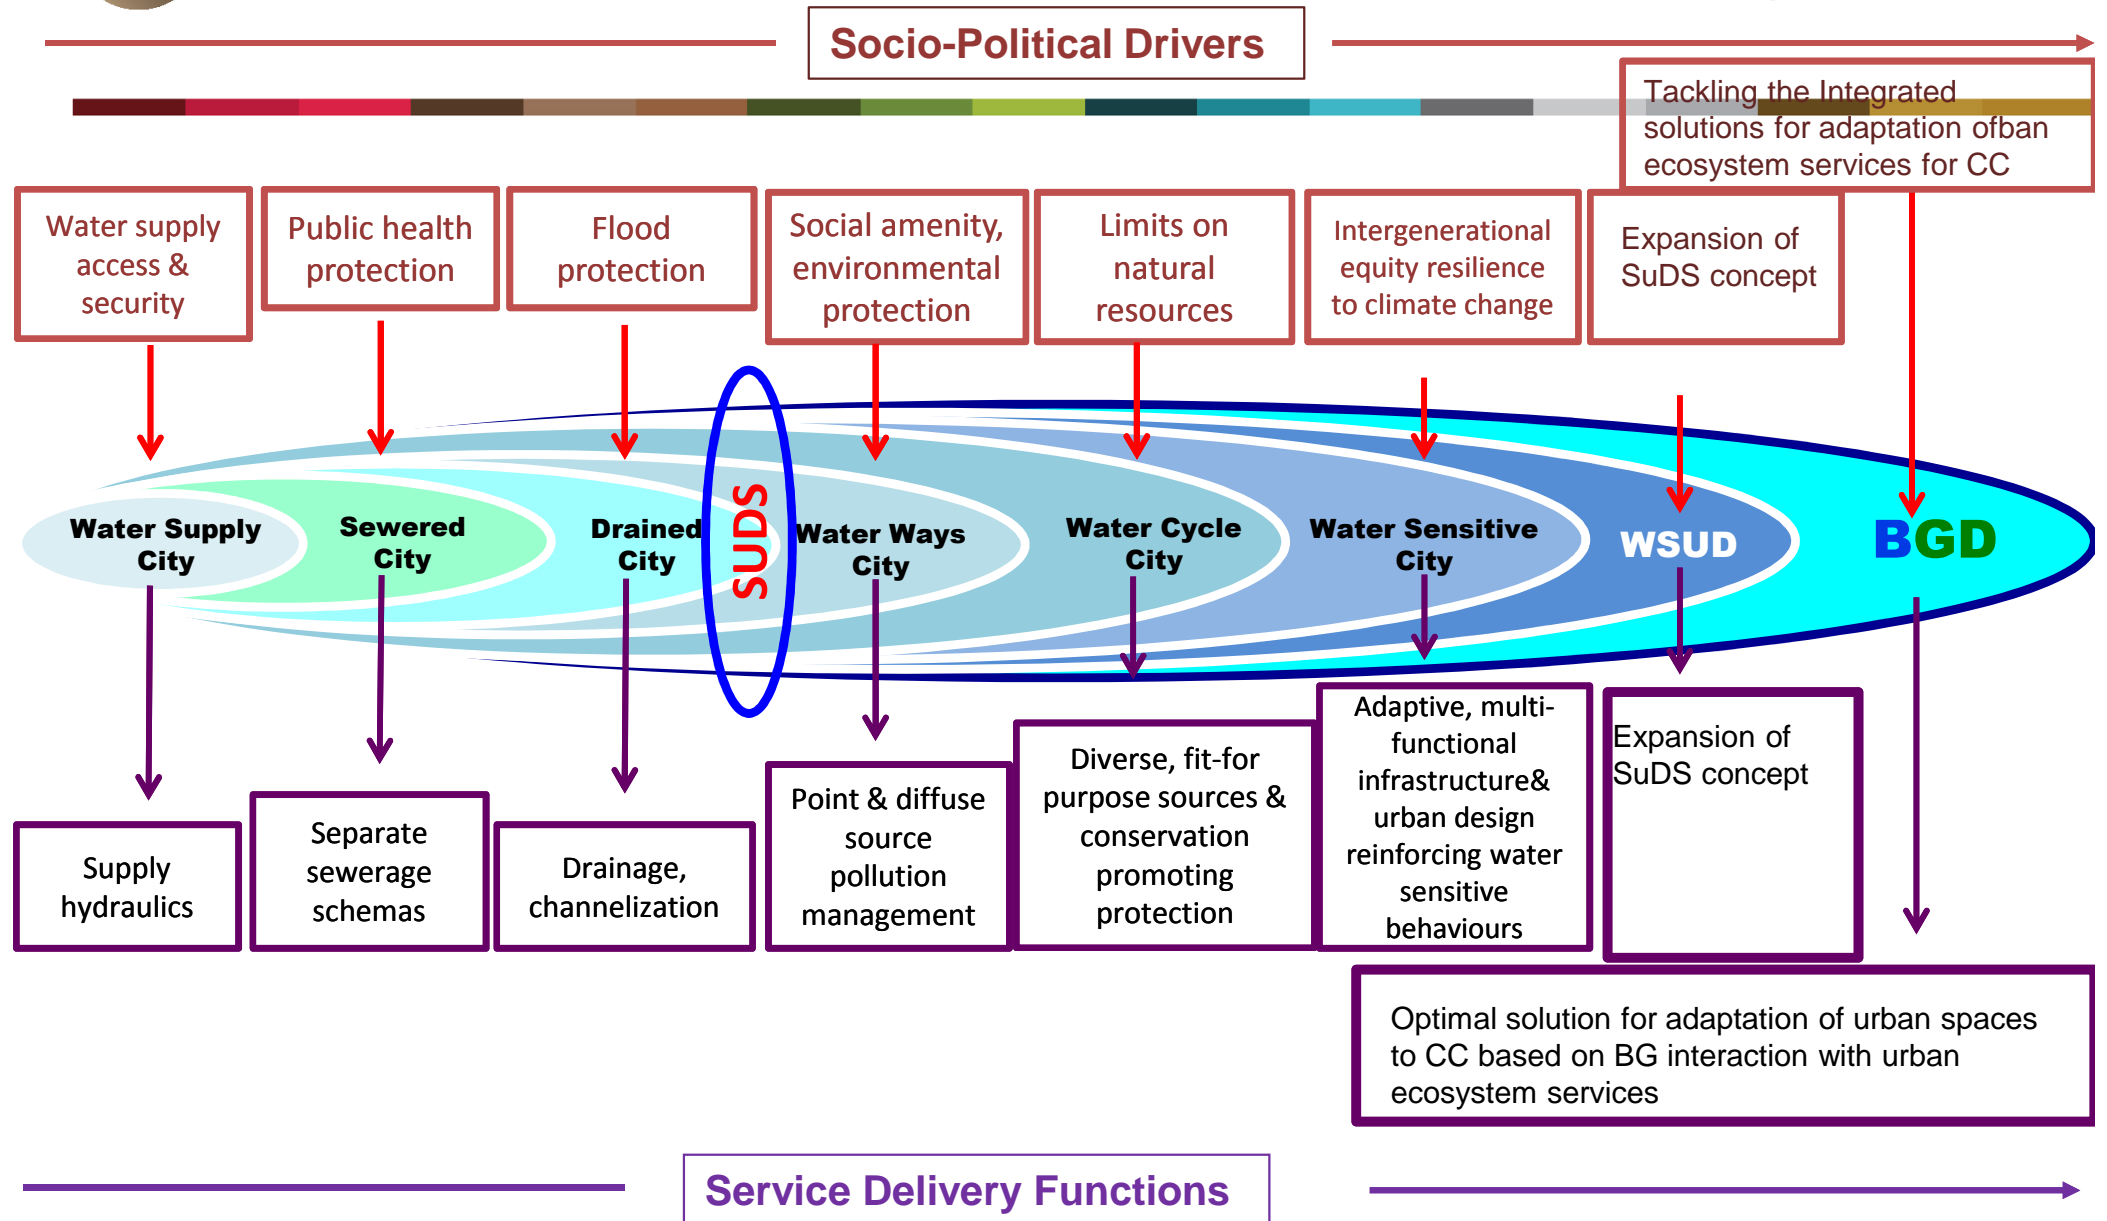 Socio-Political Drivers
Tackling the Integrated
solutions for adaptation ofban
ecosystem services for CC
Water supply
access &
security
Public health
protection
Flood
protection
Social amenity,
environmental
protection
Limits on
natural
resources
Intergenerational
equity resilience
to climate change
Expansion of
SuDS concept
Water Supply
City
Sewered
City
Drained
City
SUDS
Water Ways
City
Water Cycle
City
Water Sensitive
City
WSUD
BGD
Supply
hydraulics
Separate
sewerage
schemas
Drainage,
channelization
Point & diffuse
source
pollution
management
Diverse, fit-for
purpose sources &
conservation
promoting
protection
Adaptive, multi-
functional
infrastructure&
urban design
reinforcing water
sensitive
behaviours
Expansion of
SuDS concept
Optimal solution for adaptation of urban spaces
to CC based on BG interaction with urban
ecosystem services
Service Delivery Functions